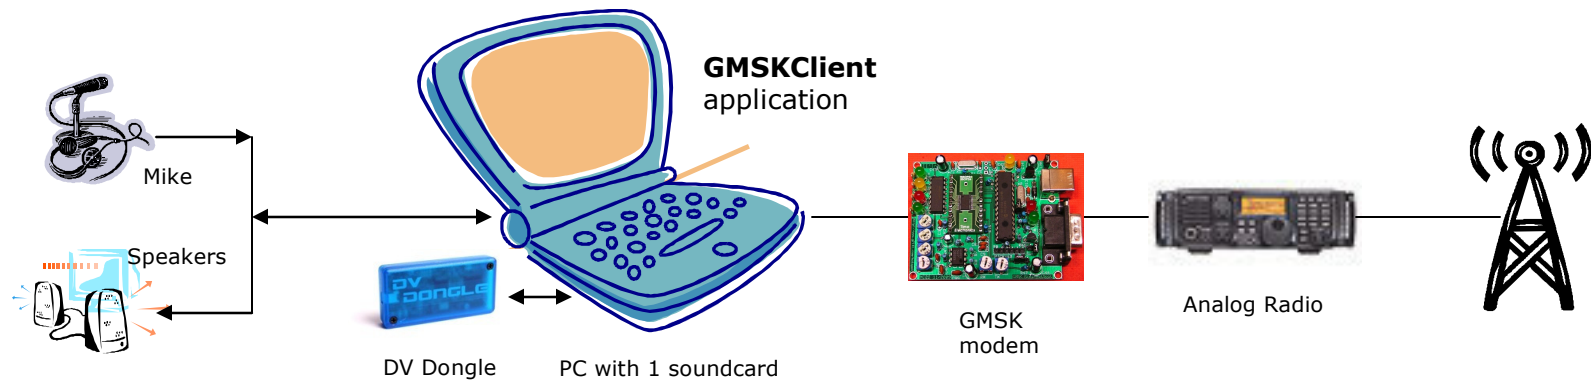 GMSKClient
application
Mike
Speakers
DV
DONGLE
DV Dongle
PC with 1 soundcard
GMSK
modem
Analog Radio